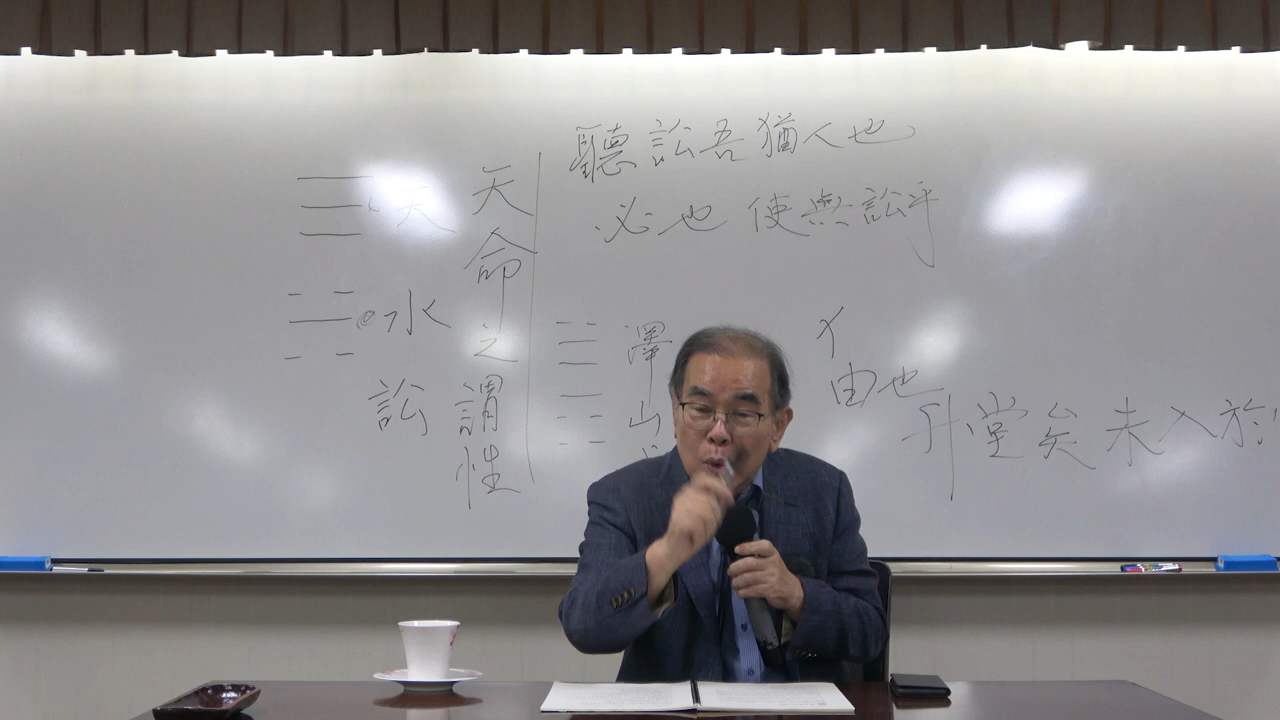 聽訟吾猶人也
必也使無訟乎
天命之謂性
天
水
訟
澤
山
由也
升堂矣未入於